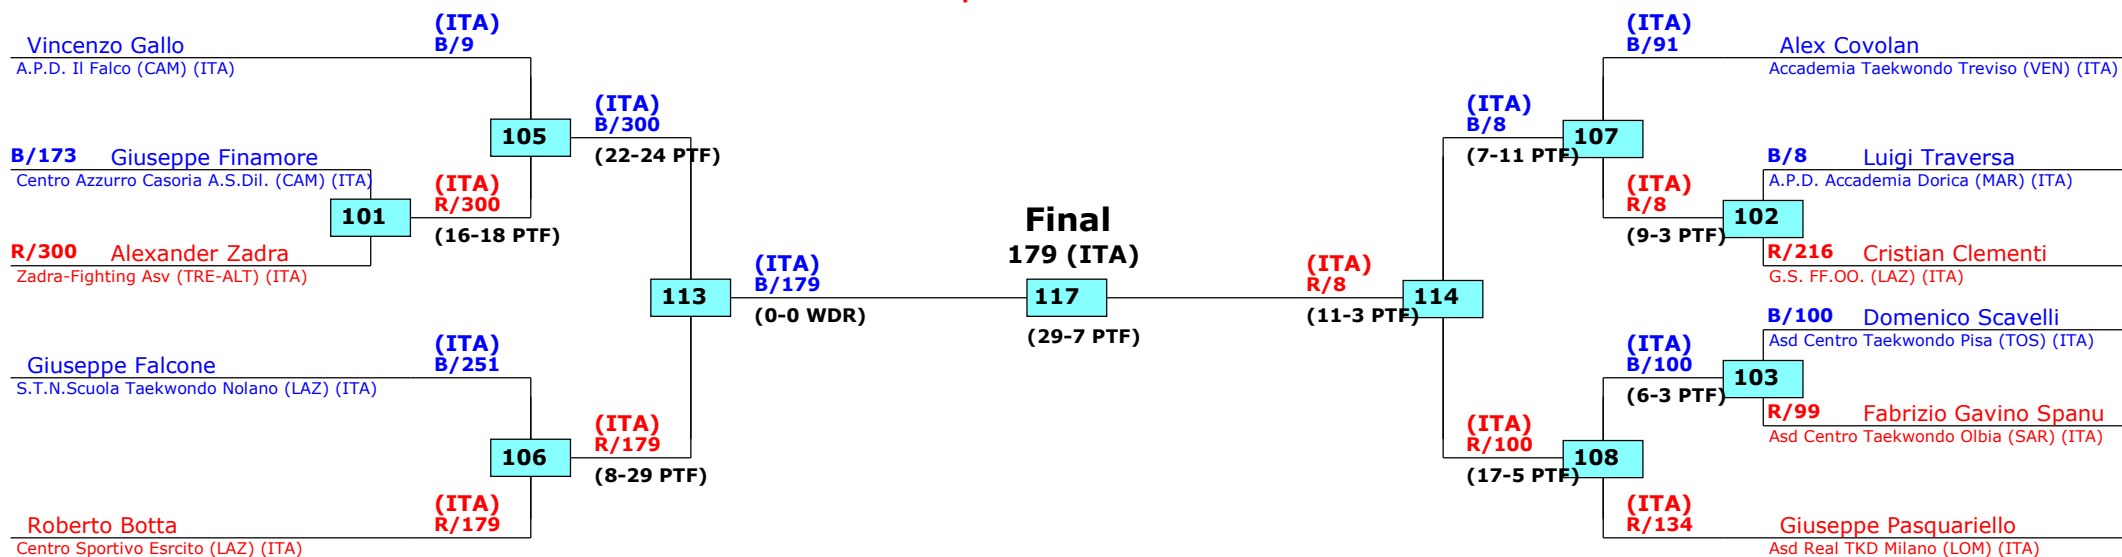 (ITA)
B/9
Vincenzo Gallo
A.P.D. Il Falco (CAM) (ITA)
B/173 Giuseppe Finamore
Centro Azzurro Casoria A.S.Dil. (CAM) (ITA)
101
R/300 Alexander Zadra
Zadra-Fighting Asv (TRE-ALT) (ITA)
(ITA)
R/300
(16-18 PTF)
105
(ITA)
B/300
(22-24 PTF)
113
(ITA)
B/251
Giuseppe Falcone
S.T.N.Scuola Taekwondo Nolano (LAZ) (ITA)
106
(ITA)
R/179
(8-29 PTF)
(ITA)
R/179
Roberto Botta
Centro Sportivo Esrcito (LAZ) (ITA)
(ITA)
B/179
(0-0 WDR)
Final
179 (ITA)
117
(29-7 PTF)
(ITA)
R/8
(11-3 PTF)
114
(ITA)
B/8
(7-11 PTF)
107
(ITA)
B/91
Alex Covolan
Accademia Taekwondo Treviso (VEN) (ITA)
(ITA)
R/8
(9-3 PTF)
102
B/8 Luigi Traversa
A.P.D. Accademia Dorica (MAR) (ITA)
R/216 Cristian Clementi
G.S. FF.OO. (LAZ) (ITA)
B/100 Domenico Scavelli
Asd Centro Taekwondo Pisa (TOS) (ITA)
(ITA)
B/100
(6-3 PTF)
103
R/99 Fabrizio Gavino Spanu
Asd Centro Taekwondo Olbia (SAR) (ITA)
(ITA)
R/100
(17-5 PTF)
108
(ITA)
R/134
Giuseppe Pasquariello
Asd Real TKD Milano (LOM) (ITA)